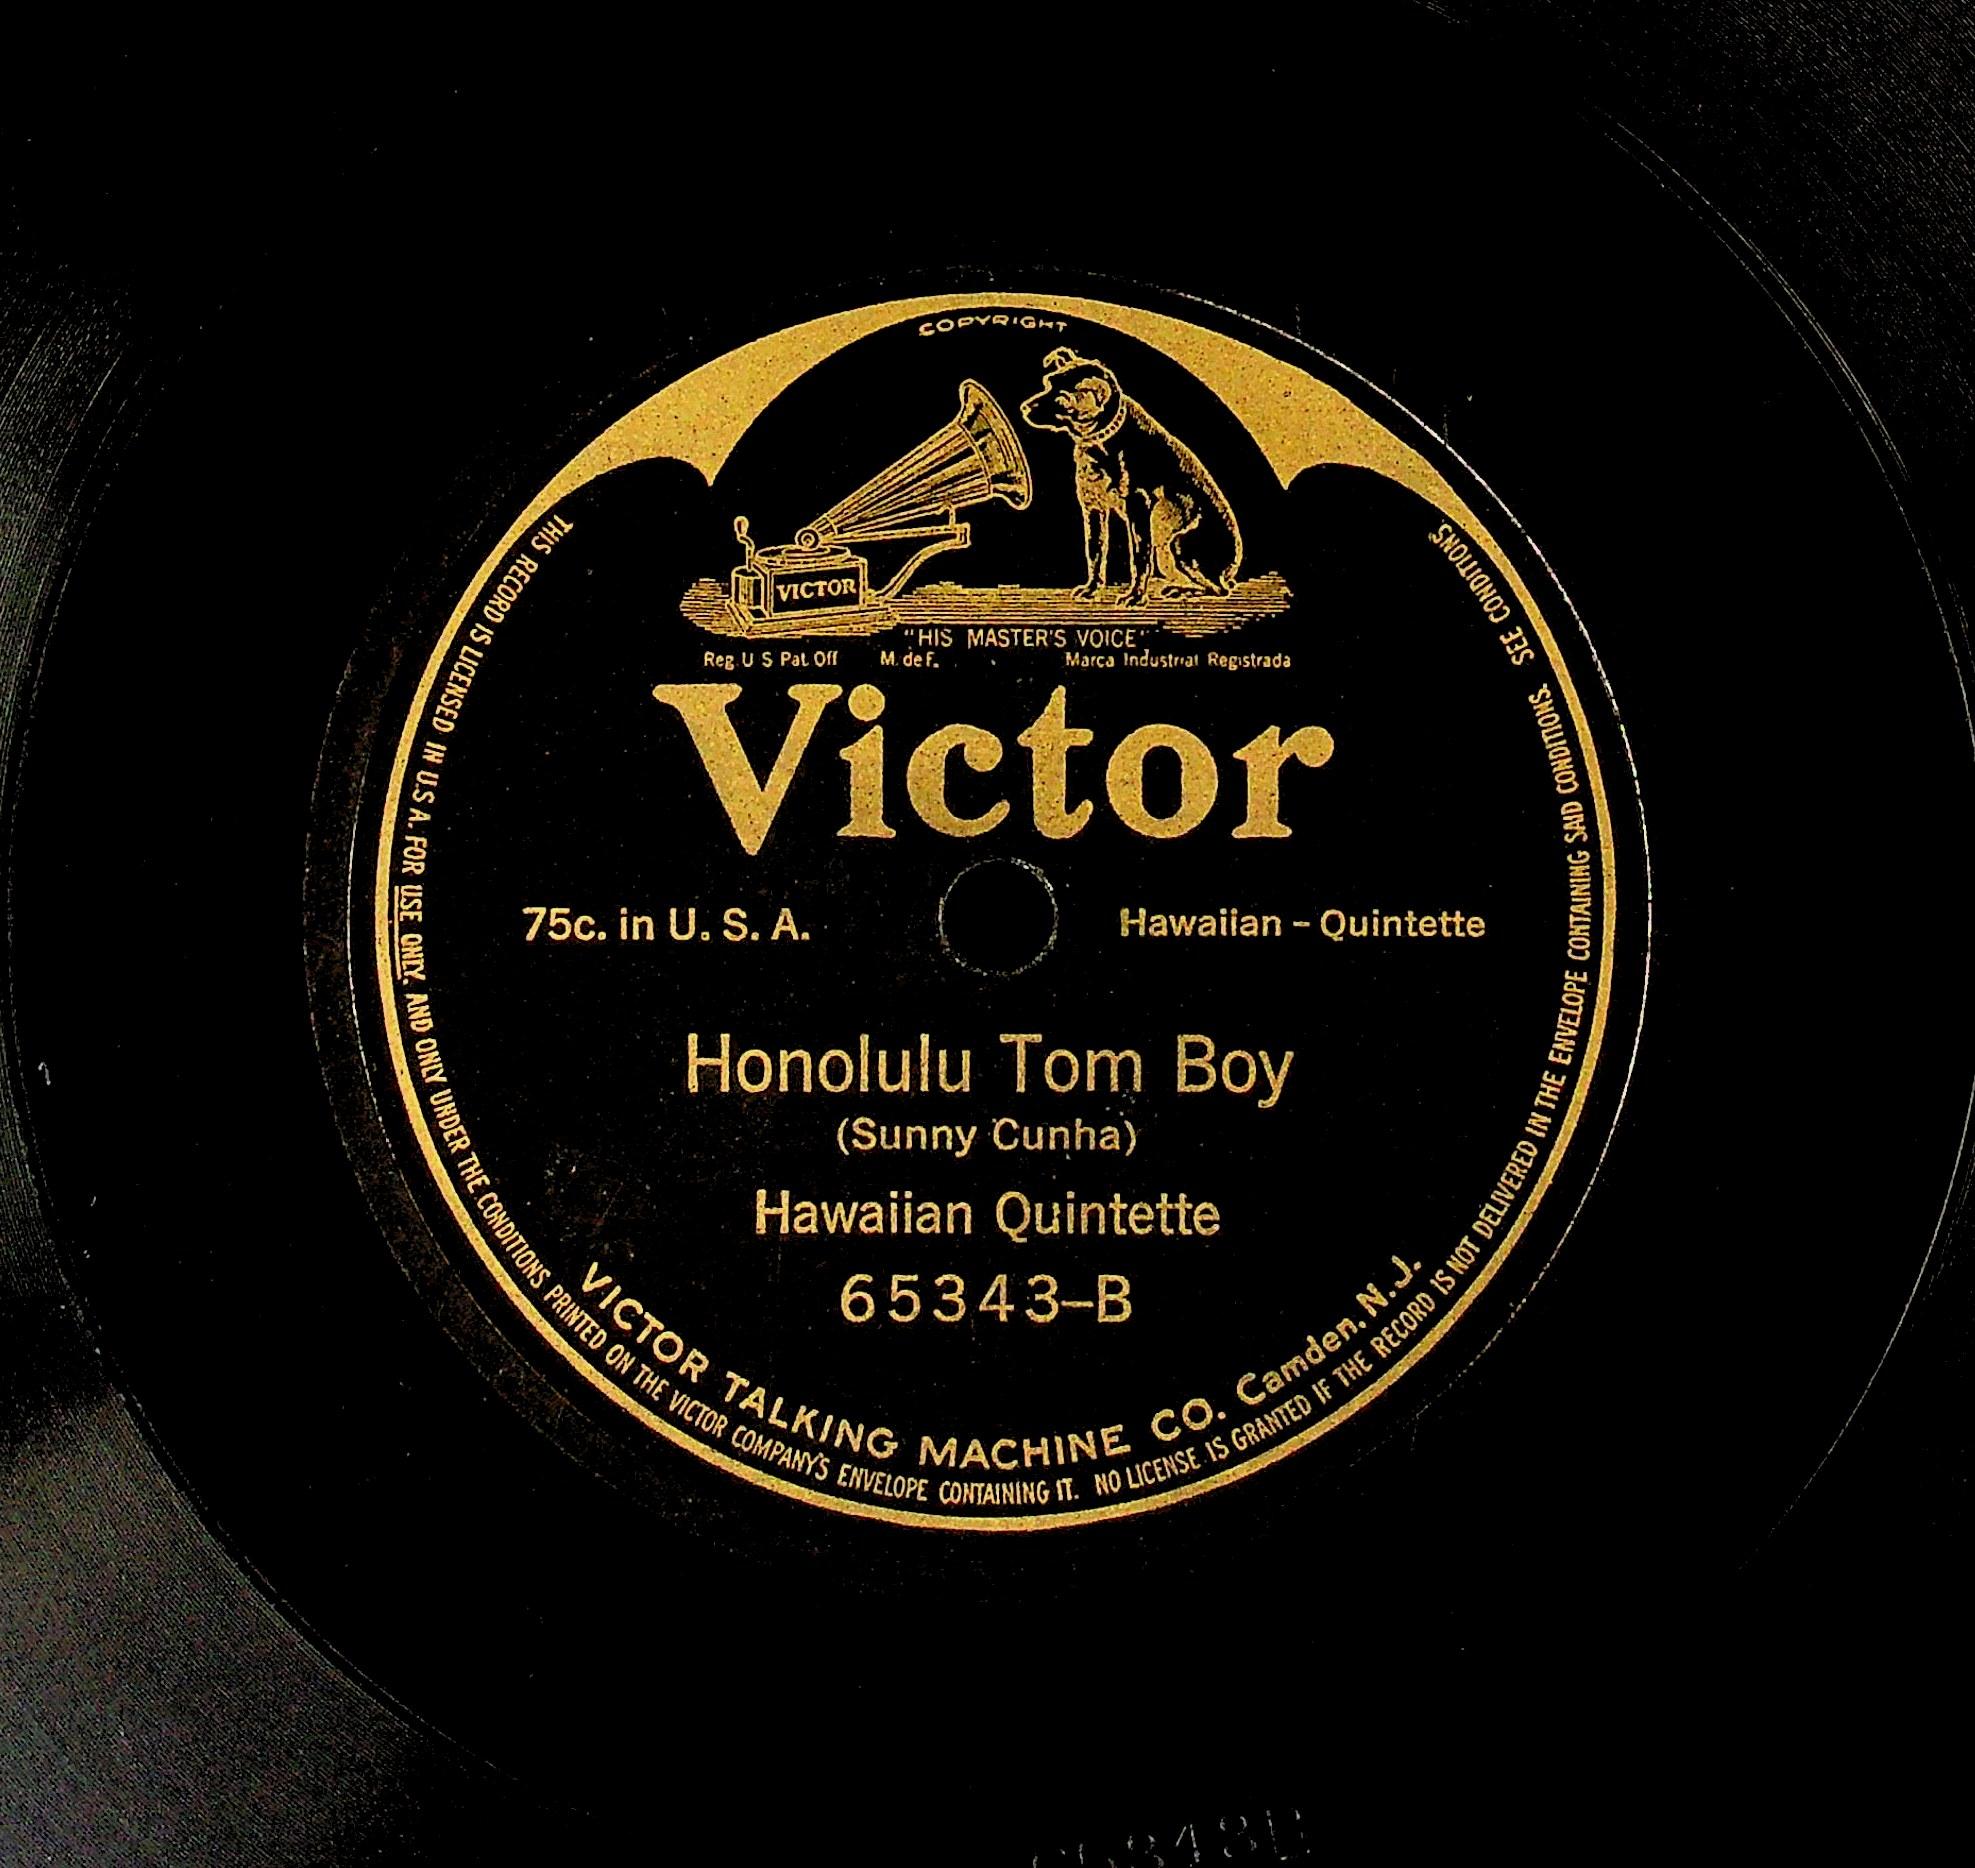 COPYRIGHT
VICTOR
"HIS MASTER'S VOICE"
Reg. U S Pat. Off M. de F. Marca Industrial Registrada
Victor
75c. in U. S. A. Hawaiian - Quintette
Honolulu Tom Boy
(Sunny Cunha)
Hawaiian Quintette
65343-B
VICTOR TALKING MACHINE CO. Camden. N. J.
THIS RECORD IS LICENSED IN U.S.A. FOR USE ONLY. AND ONLY UNDER THE CONDITIONS PRINTED ON THE VICTOR COMPANY'S ENVELOPE CONTAINING IT. NO LICENSE IS GRANTED IF THE RECORD IS NOT DELIVERED IN THE ENVELOPE CONTAINING SAID CONDITIONS. SEE CONDITIONS.